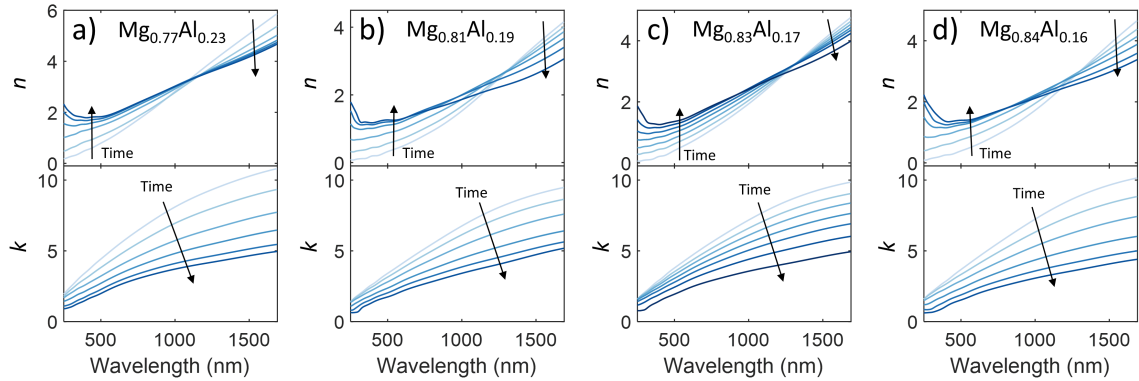 a) Mg0.77Al0.23
6
4
2
0
n
Time
10
5
0
k
Time
500 1000 1500
Wavelength (nm)
b) Mg0.81Al0.19
4
2
0
n
Time
10
5
0
k
Time
500 1000 1500
Wavelength (nm)
c) Mg0.83Al0.17
4
2
0
n
Time
10
5
0
k
Time
500 1000 1500
Wavelength (nm)
d) Mg0.84Al0.16
4
2
0
n
Time
10
5
0
k
Time
500 1000 1500
Wavelength (nm)